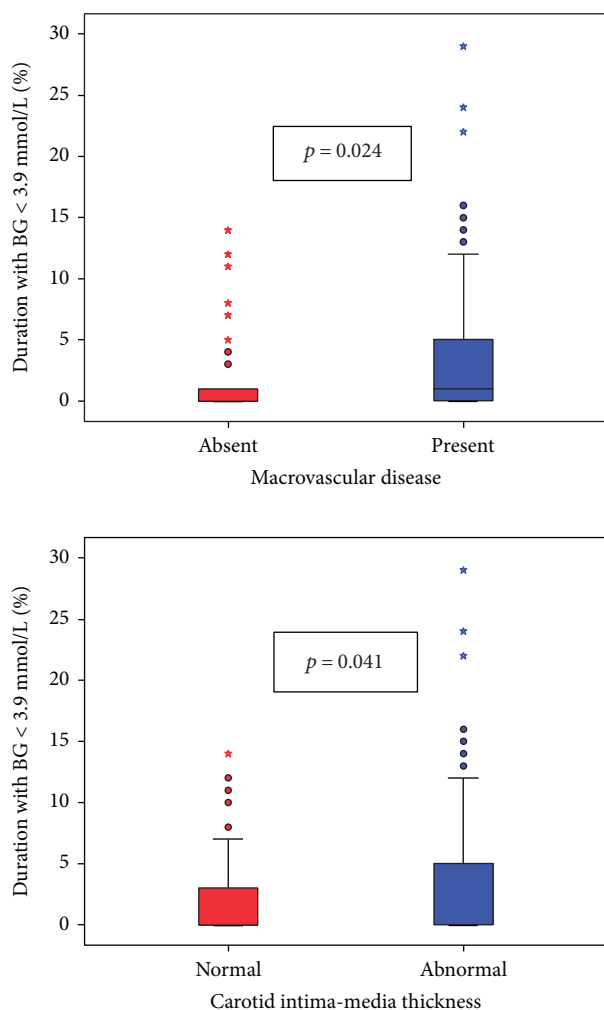 30
25
20
15
10
5
0
Duration with BG < 3.9 mmol/L (%)
p = 0.024
Absent
Present
Macrovascular disease
30
25
20
15
10
5
0
Duration with BG < 3.9 mmol/L (%)
p = 0.041
Normal
Abnormal
Carotid intima-media thickness